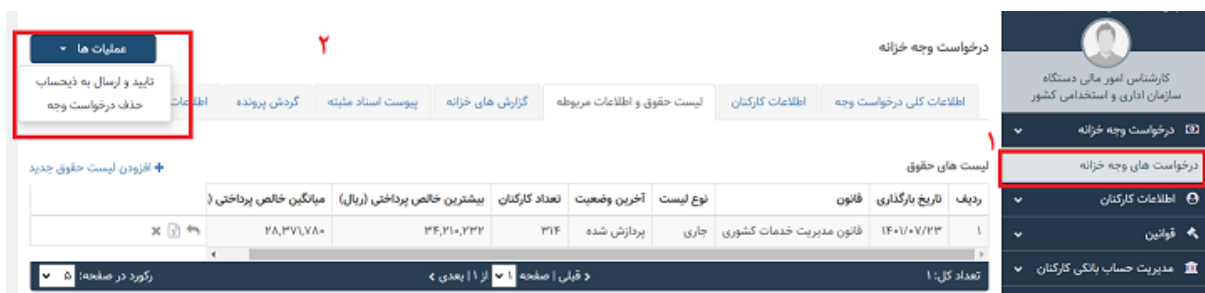 کارشناس امور مالی دستگاه
سازمان اداری و استخدامی کشور
درخواست وجه خزانه
۱
درخواست های وجه خزانه
اطلاعات کارکنان
قوانین
مدیریت حساب بانکی کارکنان
درخواست وجه خزانه
۲
عملیات ها
تایید و ارسال به ذیحساب
حذف درخواست وجه
اطلاعات کلی درخواست وجه اطلاعات کارکنان لیست حقوق و اطلاعات مربوطه گزارش های خزانه پیوست اسناد مثبته گردش پرونده اطلاعات
لیست های حقوق
افزودن لیست حقوق جدید
ردیف تاریخ بارگذاری قانون نوع لیست آخرین وضعیت تعداد کارکنان بیشترین خالص پرداختی (ریال) میانگین خالص پرداختی (
۱ ۱۴۰۱/۰۷/۲۳ قانون مدیریت خدمات کشوری جاری پردازش شده ۳۱۴ ۳۴,۲۱۰,۲۳۲ ۲۸,۳۷۱,۷۸۰
تعداد کل: ۱ قبلی | صفحه ۱ از ۱ | بعدی رکورد در صفحه: ۵